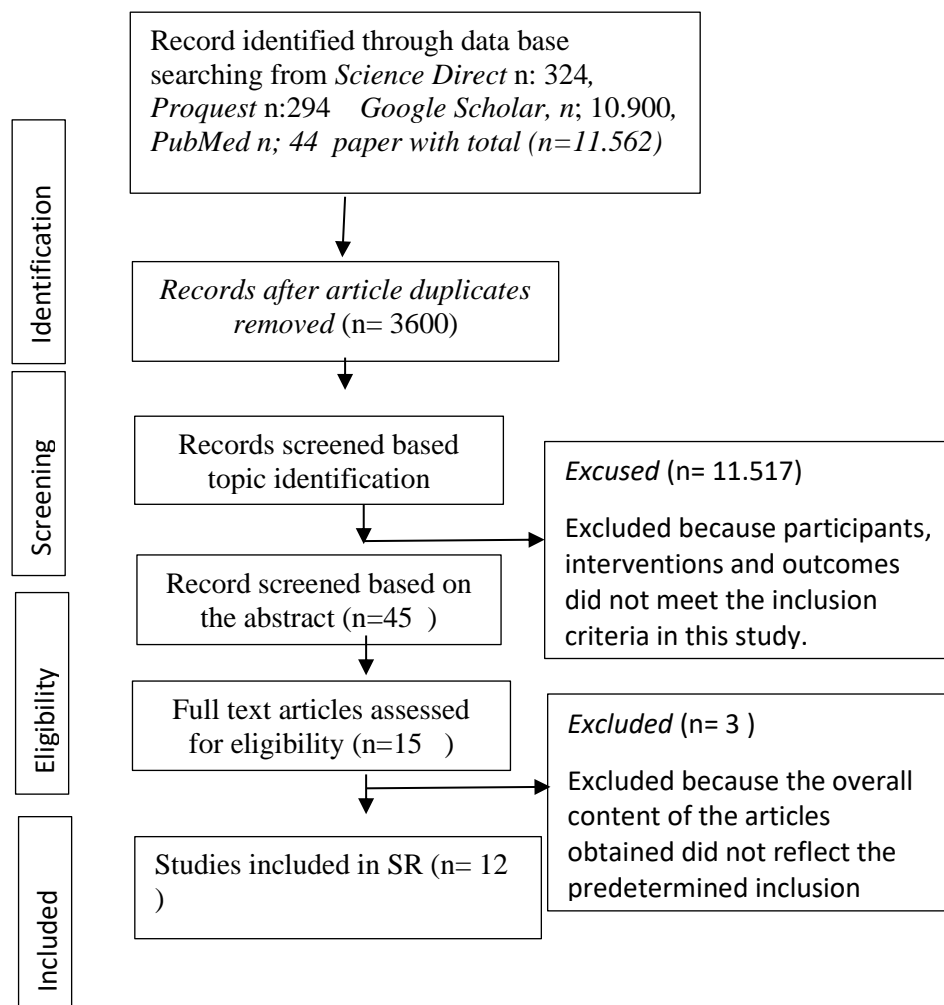 Record identified through data base
searching from Science Direct n: 324,
Proquest n:294 Google Scholar, n; 10.900,
PubMed n; 44 paper with total (n=11.562)
Identification
Records after article duplicates
removed (n= 3600)
Screening
Records screened based
topic identification
Excused (n= 11.517)
Excluded because participants,
interventions and outcomes
did not meet the inclusion
criteria in this study.
Record screened based on
the abstract (n=45 )
Eligibility
Full text articles assessed
for eligibility (n=15 )
Excluded (n= 3 )
Excluded because the overall
content of the articles
obtained did not reflect the
predetermined inclusion
Included
Studies included in SR (n= 12
)